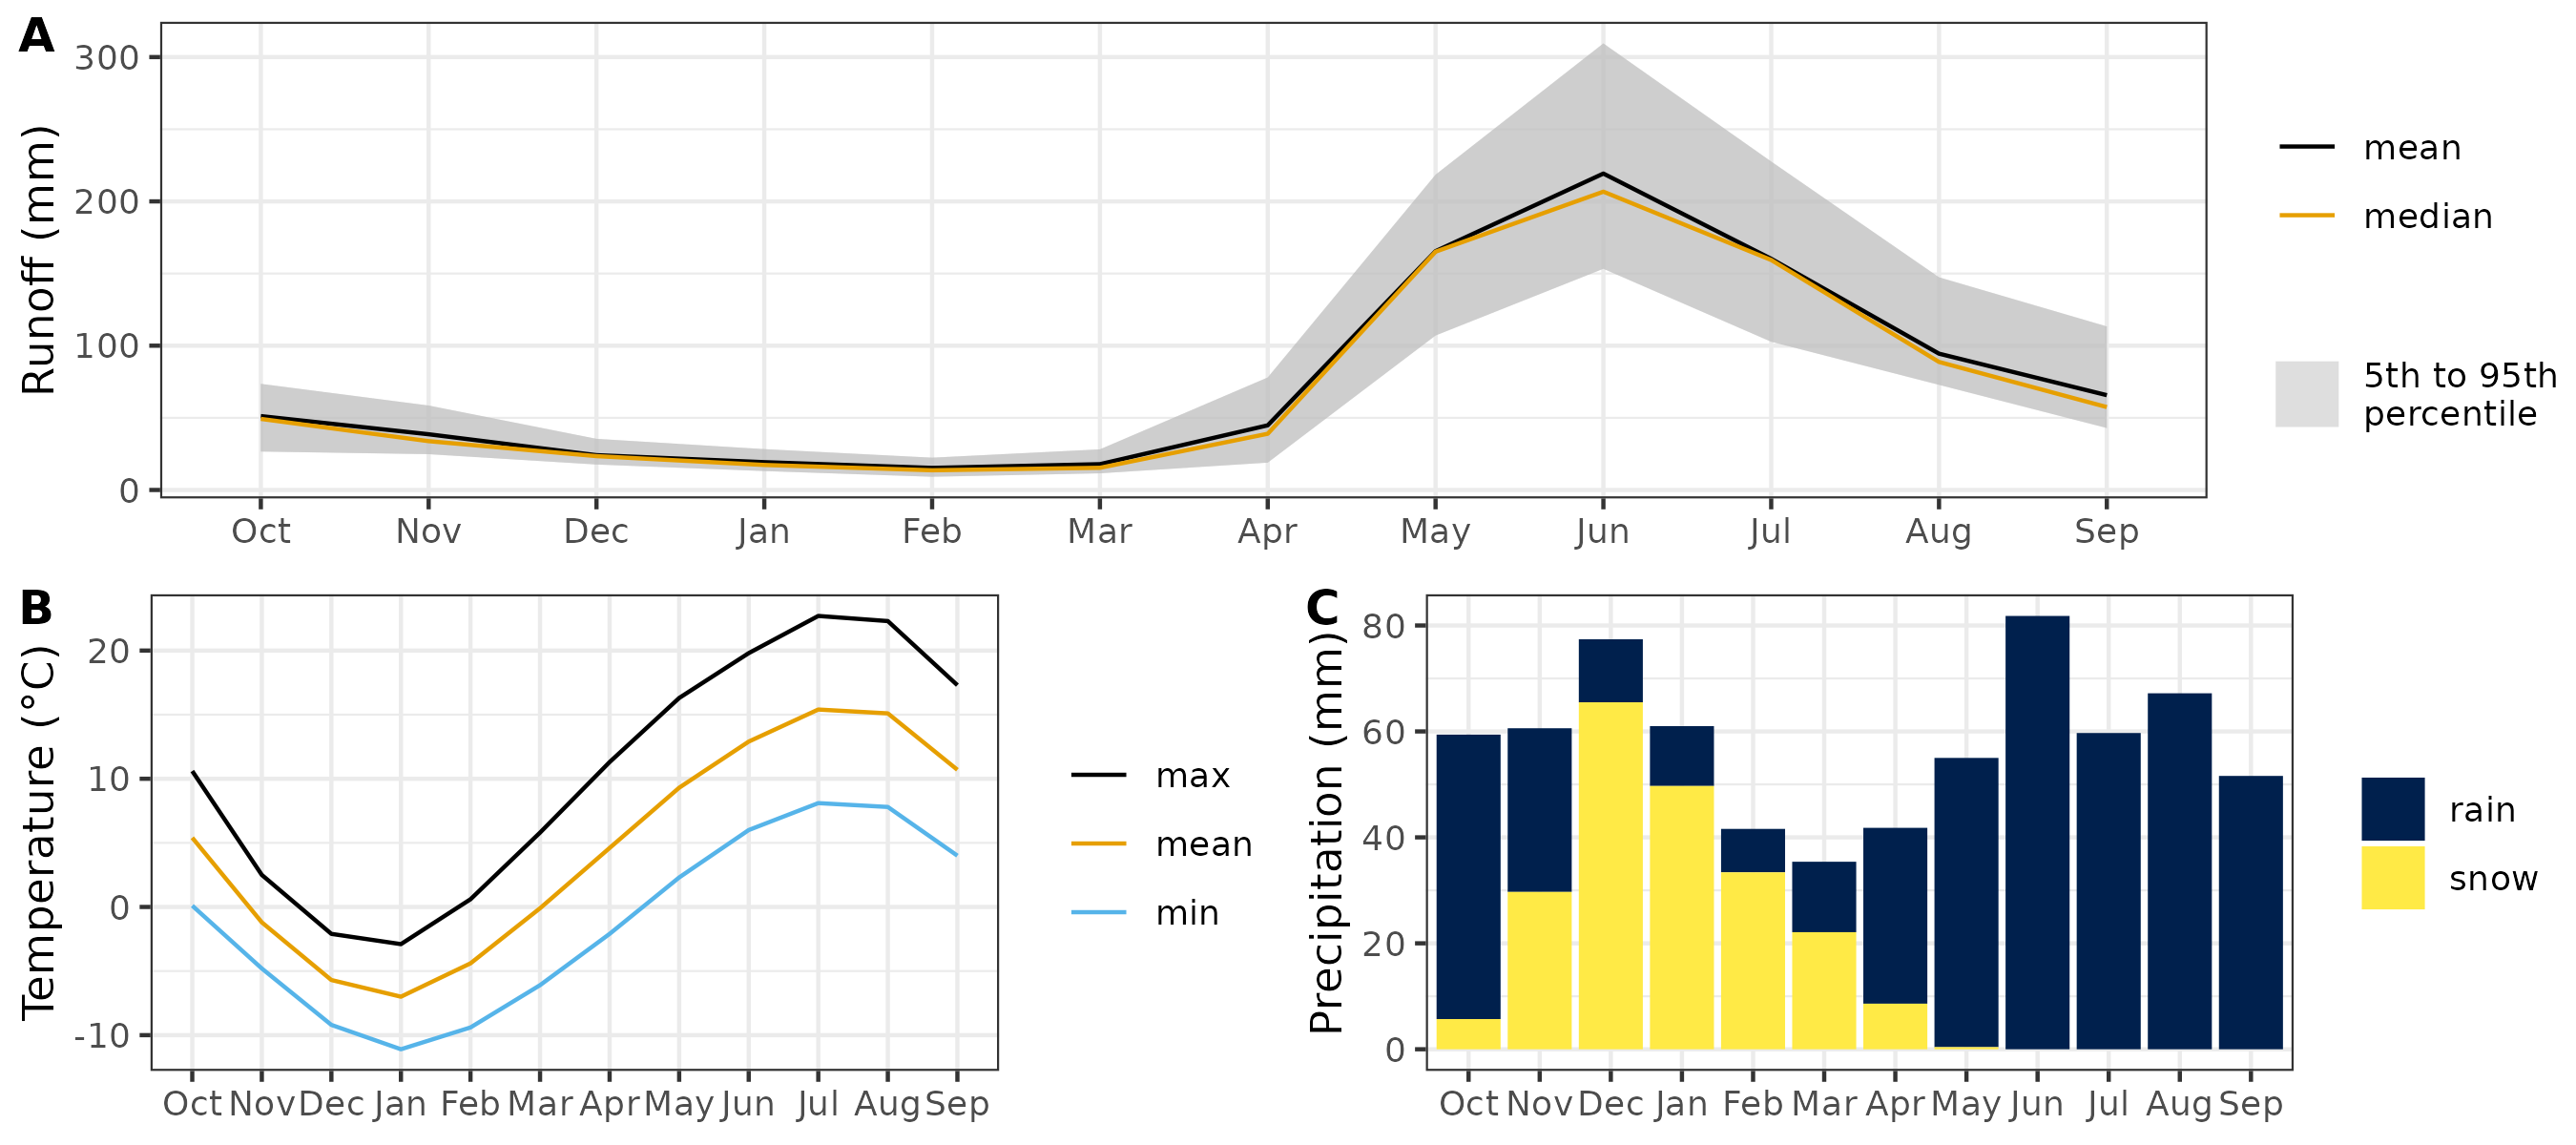 A
Runoff (mm)
300
200
100
0
Oct Nov Dec Jan Feb Mar Apr May Jun Jul Aug Sep
mean
median
5th to 95th
percentile
B
Temperature (°C)
20
10
0
-10
Oct Nov Dec Jan Feb Mar Apr May Jun Jul Aug Sep
max
mean
min
C
Precipitation (mm)
80
60
40
20
0
Oct Nov Dec Jan Feb Mar Apr May Jun Jul Aug Sep
rain
snow